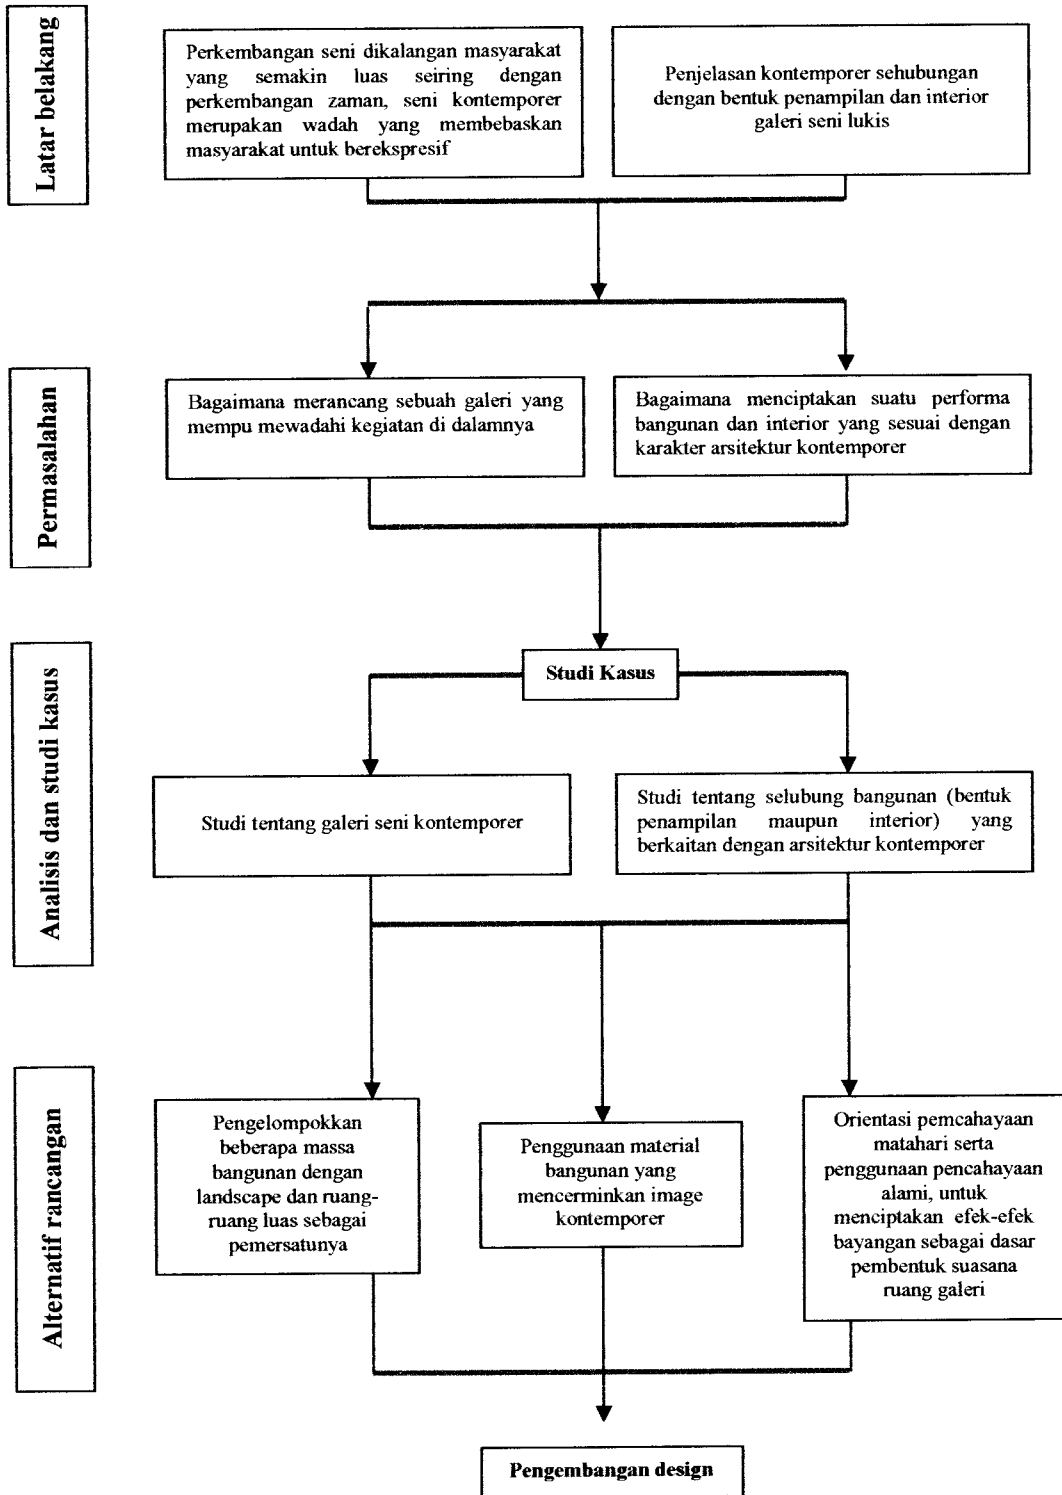 Latar belakang
Perkembangan seni dikalangan masyarakat
yang semakin luas seiring dengan
perkembangan zaman, seni kontemporer
merupakan wadah yang membebaskan
masyarakat untuk berekspresif
Penjelasan kontemporer sehubungan
dengan bentuk penampilan dan interior
galeri seni lukis
Permasalahan
Bagaimana merancang sebuah galeri yang
mempu mewadahi kegiatan di dalamnya
Bagaimana menciptakan suatu performa
bangunan dan interior yang sesuai dengan
karakter arsitektur kontemporer
Analisis dan studi kasus
Studi Kasus
Studi tentang galeri seni kontemporer
Studi tentang selubung bangunan (bentuk
penampilan maupun interior) yang
berkaitan dengan arsitektur kontemporer
Alternatif rancangan
Pengelompokkan
beberapa massa
bangunan dengan
landscape dan ruang-
ruang luas sebagai
pemersatunya
Penggunaan material
bangunan yang
mencerminkan image
kontemporer
Orientasi pemcahayaan
matahari serta
penggunaan pencahayaan
alami, untuk
menciptakan efek-efek
bayangan sebagai dasar
pembentuk suasana
ruang galeri
Pengembangan design